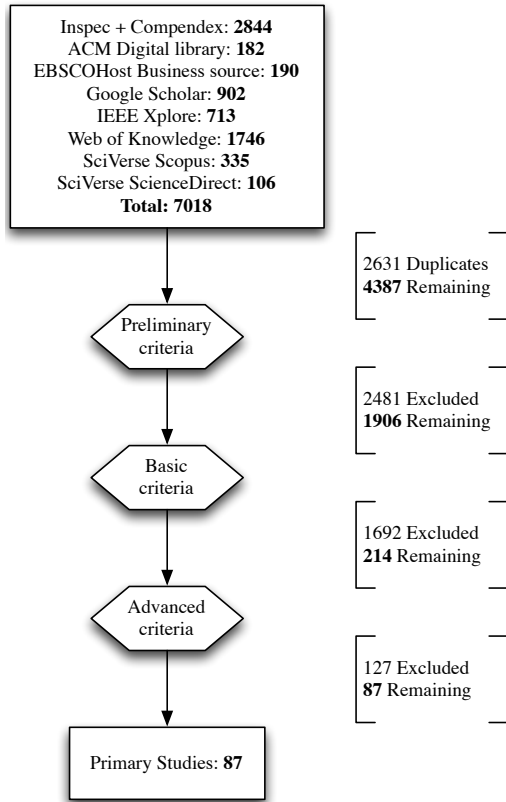 Inspec + Compendex: 2844
ACM Digital library: 182
EBSCOHost Business source: 190
Google Scholar: 902
IEEE Xplore: 713
Web of Knowledge: 1746
SciVerse Scopus: 335
SciVerse ScienceDirect: 106
Total: 7018
2631 Duplicates
4387 Remaining
Preliminary
criteria
2481 Excluded
1906 Remaining
Basic
criteria
1692 Excluded
214 Remaining
Advanced
criteria
127 Excluded
87 Remaining
Primary Studies: 87